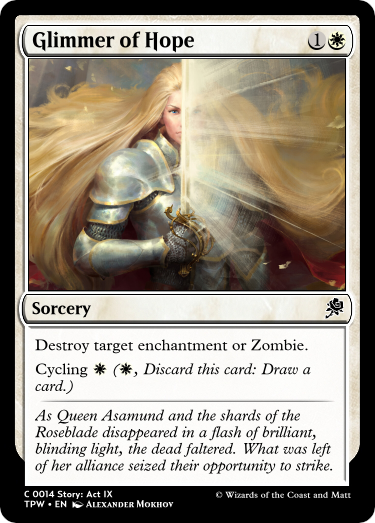 Glimmer of Hope 1
Sorcery
Destroy target enchantment or Zombie.
Cycling (, Discard this card: Draw a
card.)
As Queen Asamund and the shards of the
Roseblade disappeared in a flash of brilliant,
blinding light, the dead faltered. What was left
of her alliance seized their opportunity to strike.
C 0014 Story: Act IX
TPW • EN Alexander Mokhov
© Wizards of the Coast and Matt